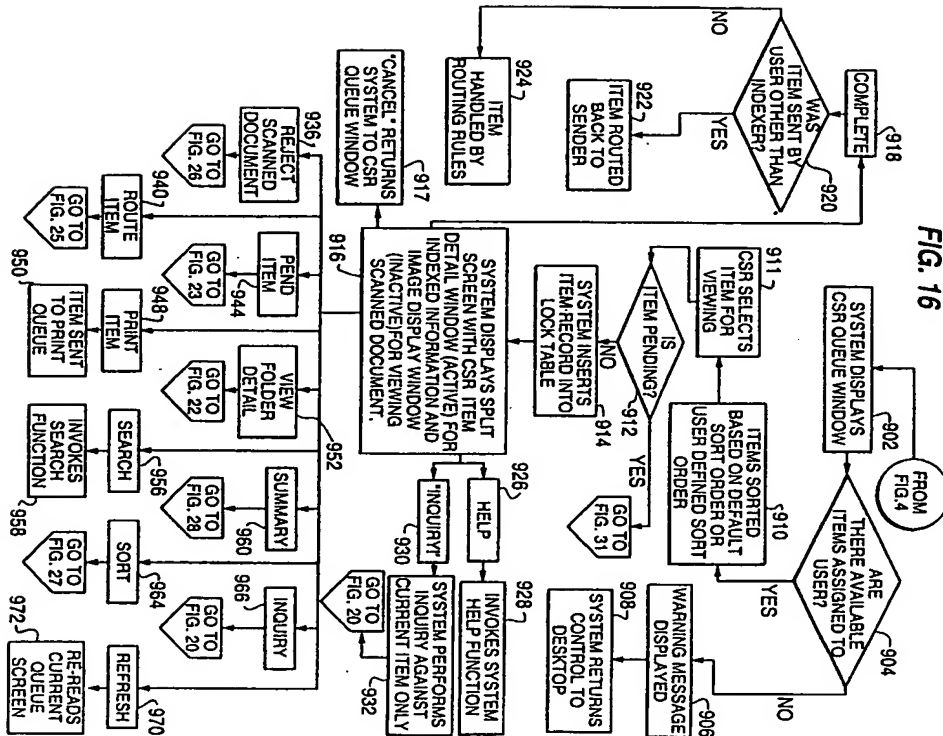 FIG. 16
FROM
FIG.4
SYSTEM DISPLAYS
CSR QUEUE WINDOW
902
ARE
THERE AVAILABLE
ITEMS ASSIGNED TO
USER?
904
YES
NO
WARNING MESSAGE
DISPLAYED
906
SYSTEM RETURNS
CONTROL TO
DESKTOP
908
ITEMS SORTED
BASED ON DEFAULT
SORT ORDER OR
USER DEFINED SORT
ORDER
910
CSR SELECTS
ITEM FOR
VIEWING
911
IS
ITEM PENDING?
912
YES
GO TO
FIG. 31
NO
SYSTEM INSERTS
ITEM-RECORD INTO
LOCK TABLE
914
SYSTEM DISPLAYS SPLIT
SCREEN WITH CSR ITEM
DETAIL WINDOW (ACTIVE) FOR
INDEXED INFORMATION AND
IMAGE DISPLAY WINDOW
(INACTIVE) FOR VIEWING
SCANNED DOCUMENT.
916
"CANCEL" RETURNS
SYSTEM TO CSR
QUEUE WINDOW
917
COMPLETE
918
WAS
ITEM SENT BY
USER OTHER THAN
INDEXER?
920
YES
ITEM ROUTED
BACK TO
SENDER
922
NO
ITEM
HANDLED BY
ROUTING RULES
924
HELP
926
INVOKES SYSTEM
HELP FUNCTION
928
"INQUIRY!"
930
SYSTEM PERFORMS
INQUIRY AGAINST
CURRENT ITEM ONLY
932
GO TO
FIG. 20
REJECT
SCANNED
DOCUMENT
936
GO TO
FIG. 26
ROUTE
ITEM
940
GO TO
FIG. 25
PEND
ITEM
944
GO TO
FIG. 23
PRINT
ITEM
948
ITEM SENT
TO PRINT
QUEUE
950
VIEW
FOLDER
DETAIL
952
GO TO
FIG. 22
SEARCH
956
INVOKES
SEARCH
FUNCTION
958
SUMMARY
960
GO TO
FIG. 28
SORT
964
GO TO
FIG. 27
INQUIRY
966
GO TO
FIG. 20
REFRESH
970
RE-READS
CURRENT
QUEUE
SCREEN
972